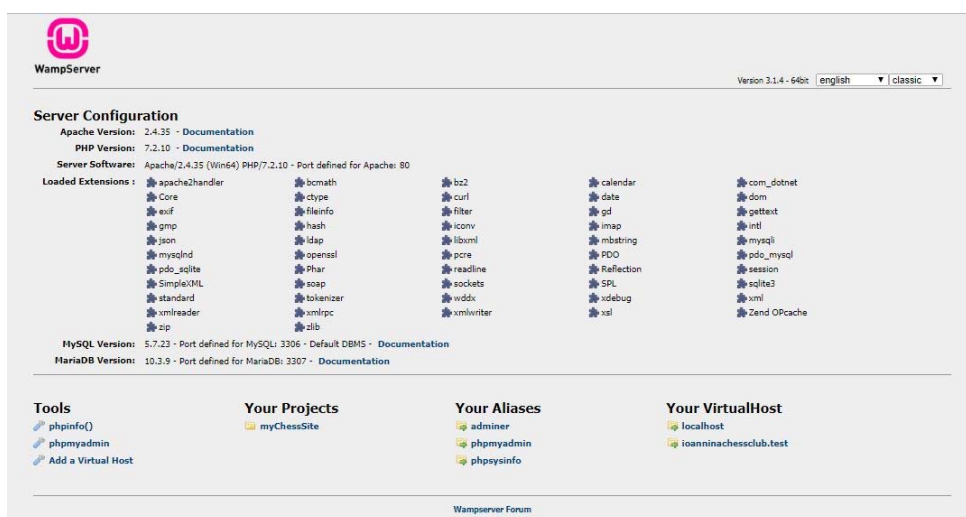 WampServer
Version 3.1.4 - 64bit english classic
Server Configuration
Apache Version: 2.4.35 - Documentation
PHP Version: 7.2.10 - Documentation
Server Software: Apache/2.4.35 (Win64) PHP/7.2.10 - Port defined for Apache: 80
Loaded Extensions : apache2handler bcmath bz2 calendar com_dotnet
Core ctype curl date dom
exif fileinfo filter gd gettext
gmp hash iconv imap intl
json ldap libxml mbstring mysqli
mysqlnd openssl pcre PDO pdo_mysql
pdo_sqlite Phar readline Reflection session
SimpleXML soap sockets SPL sqlite3
standard tokenizer wddx xdebug xml
xmlreader xmlrpc xmlwriter xsl Zend OPcache
zip zlib
MySQL Version: 5.7.23 - Port defined for MySQL: 3306 - Default DBMS - Documentation
MariaDB Version: 10.3.9 - Port defined for MariaDB: 3307 - Documentation
Tools Your Projects Your Aliases Your VirtualHost
phpinfo() myChessSite adminer localhost
phpmyadmin phpmyadmin ioanninachessclub.test
Add a Virtual Host phpsysinfo
Wampserver Forum